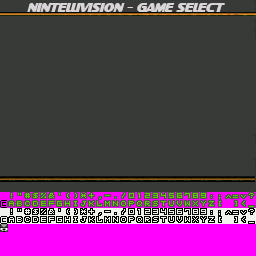 NINTELLIVISION - GAME SELECT
!"#$%&'()*+,-./0123456789:;<=>?
@ABCDEFGHIJKLMNOPQRSTUVWXYZ[ ](_
!"#$%&'()*+,-./0123456789:;<=>?
@ABCDEFGHIJKLMNOPQRSTUVWXYZ[ ](_